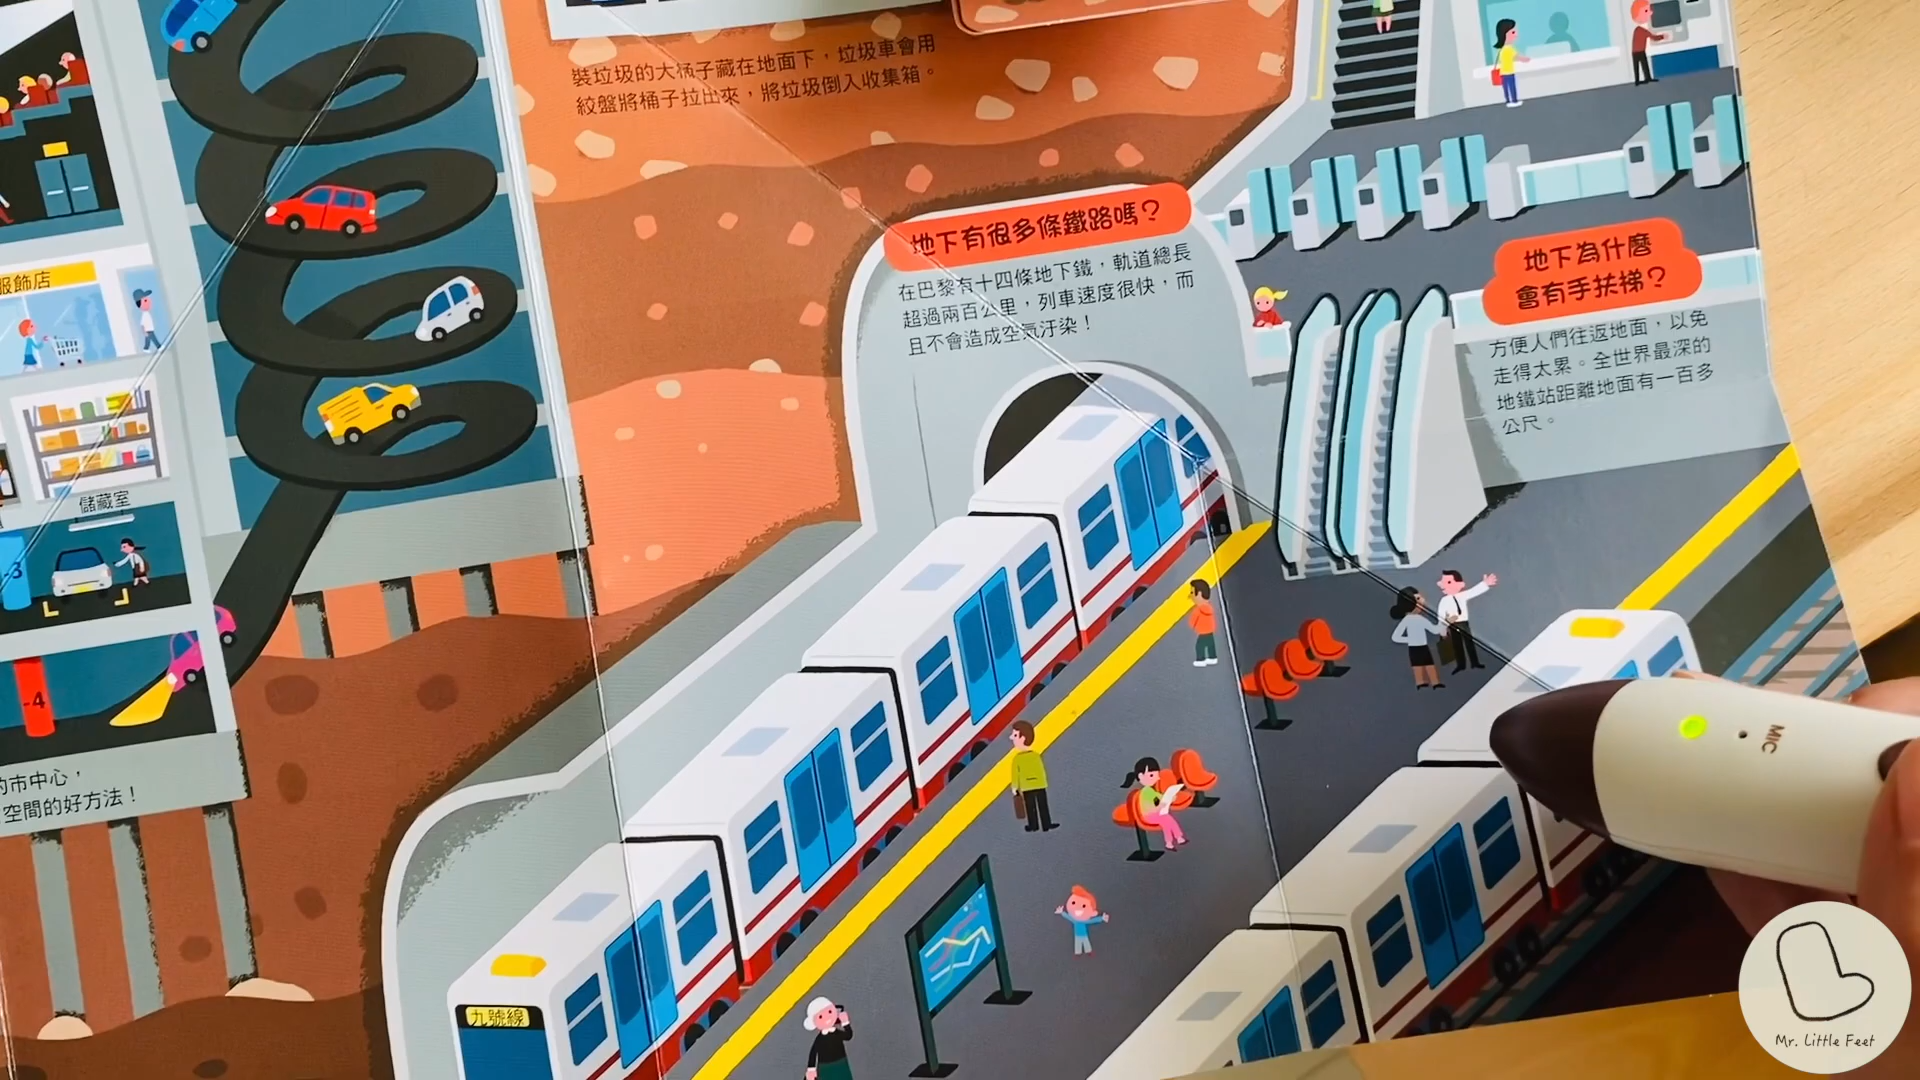 裝垃圾的大桶子藏在地面下，垃圾車會用
絞盤將桶子拉出來，將垃圾倒入收集箱。
地下有很多條鐵路嗎？
在巴黎有十四條地下鐵，軌道總長
超過兩百公里，列車速度很快，而
且不會造成空氣汙染！
地下為什麼
會有手扶梯？
方便人們往返地面，以免
走得太累。全世界最深的
地鐵站距離地面有一百多
公尺。
服飾店
儲藏室
-3
-4
的市中心，
空間的好方法！
九號線
MIC
Mr. Little Feet